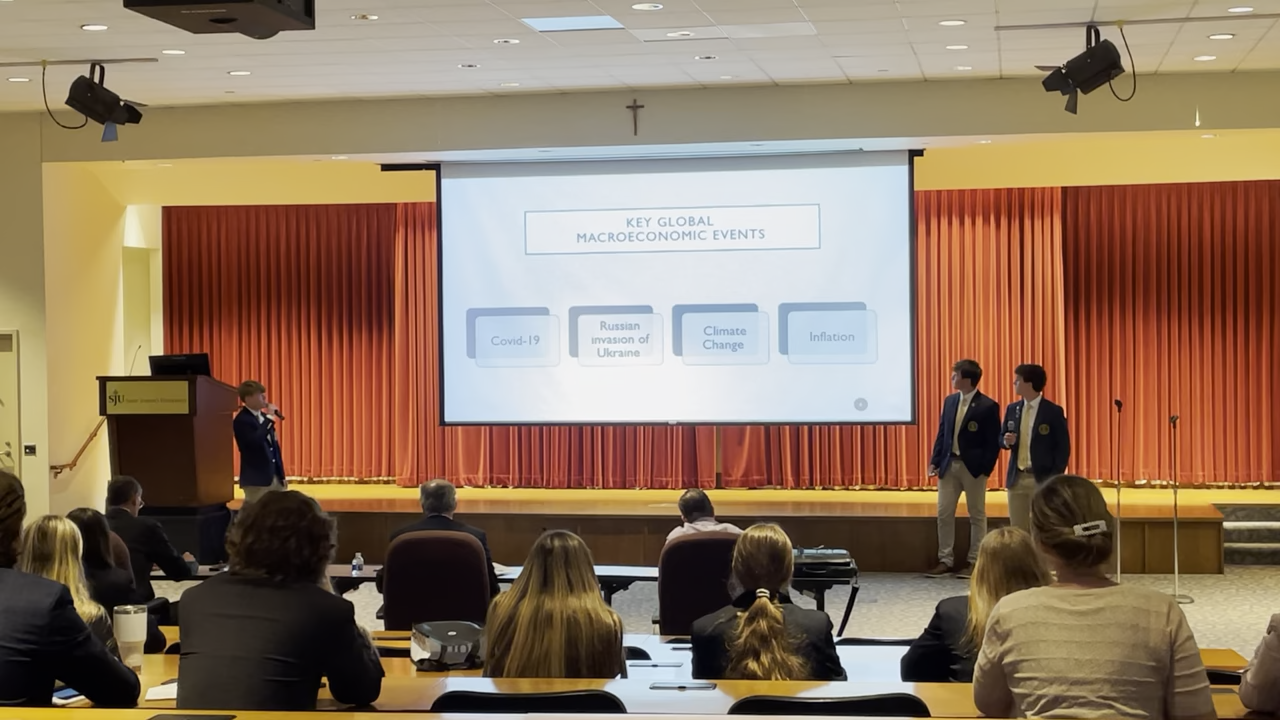 KEY GLOBAL
MACROECONOMIC EVENTS
Covid-19
Russian
invasion of
Ukraine
Climate
Change
Inflation
SJU